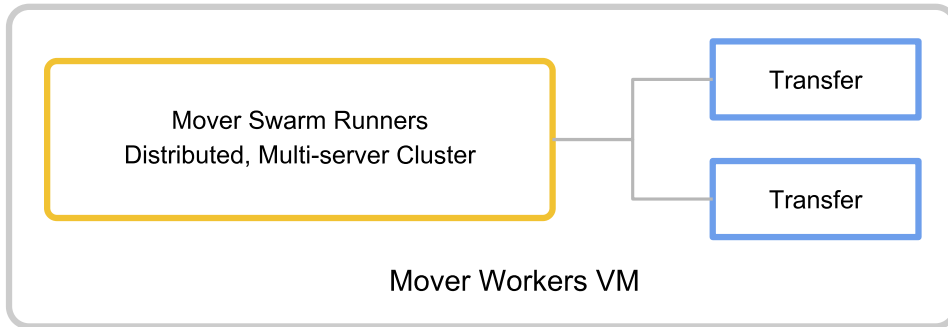 Mover Swarm Runners
Distributed, Multi-server Cluster
Transfer
Transfer
Mover Workers VM